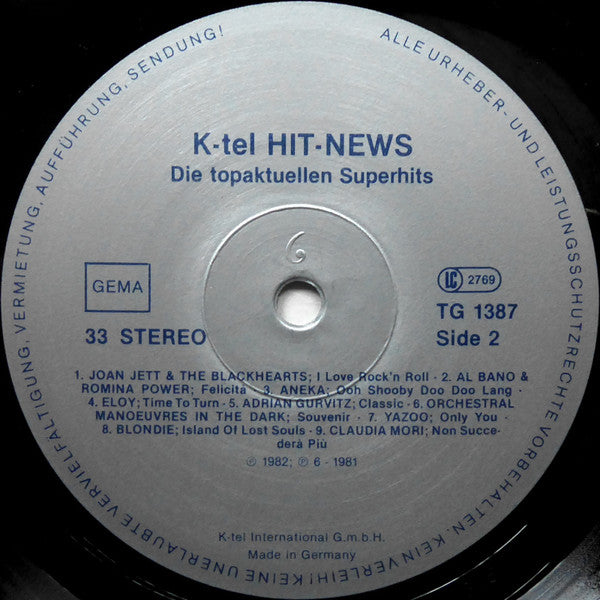 ALLE URHEBER- UND LEISTUNGSSCHUTZRECHTE VORBEHALTEN. KEIN VERLEIH! KEINE UNERLAUBTE VERVIELFÄLTIGUNG, VERMIETUNG, AUFFÜHRUNG, SENDUNG!
K-tel HIT-NEWS
Die topaktuellen Superhits
6
GEMA
LC 2769
TG 1387
33 STEREO
Side 2
1. JOAN JETT & THE BLACKHEARTS; I Love Rock'n Roll - 2. AL BANO &
ROMINA POWER; Felicita - 3. ANEKA; Ooh Shooby Doo Doo Lang -
4. ELOY; Time To Turn - 5. ADRIAN GURVITZ; Classic - 6. ORCHESTRAL
MANOEUVRES IN THE DARK; Souvenir - 7. YAZOO; Only You -
8. BLONDIE; Island Of Lost Souls - 9. CLAUDIA MORI; Non Succe-
derà Più
℗ 1982; ℗ 6 - 1981
K-tel International G.m.b.H.
Made in Germany